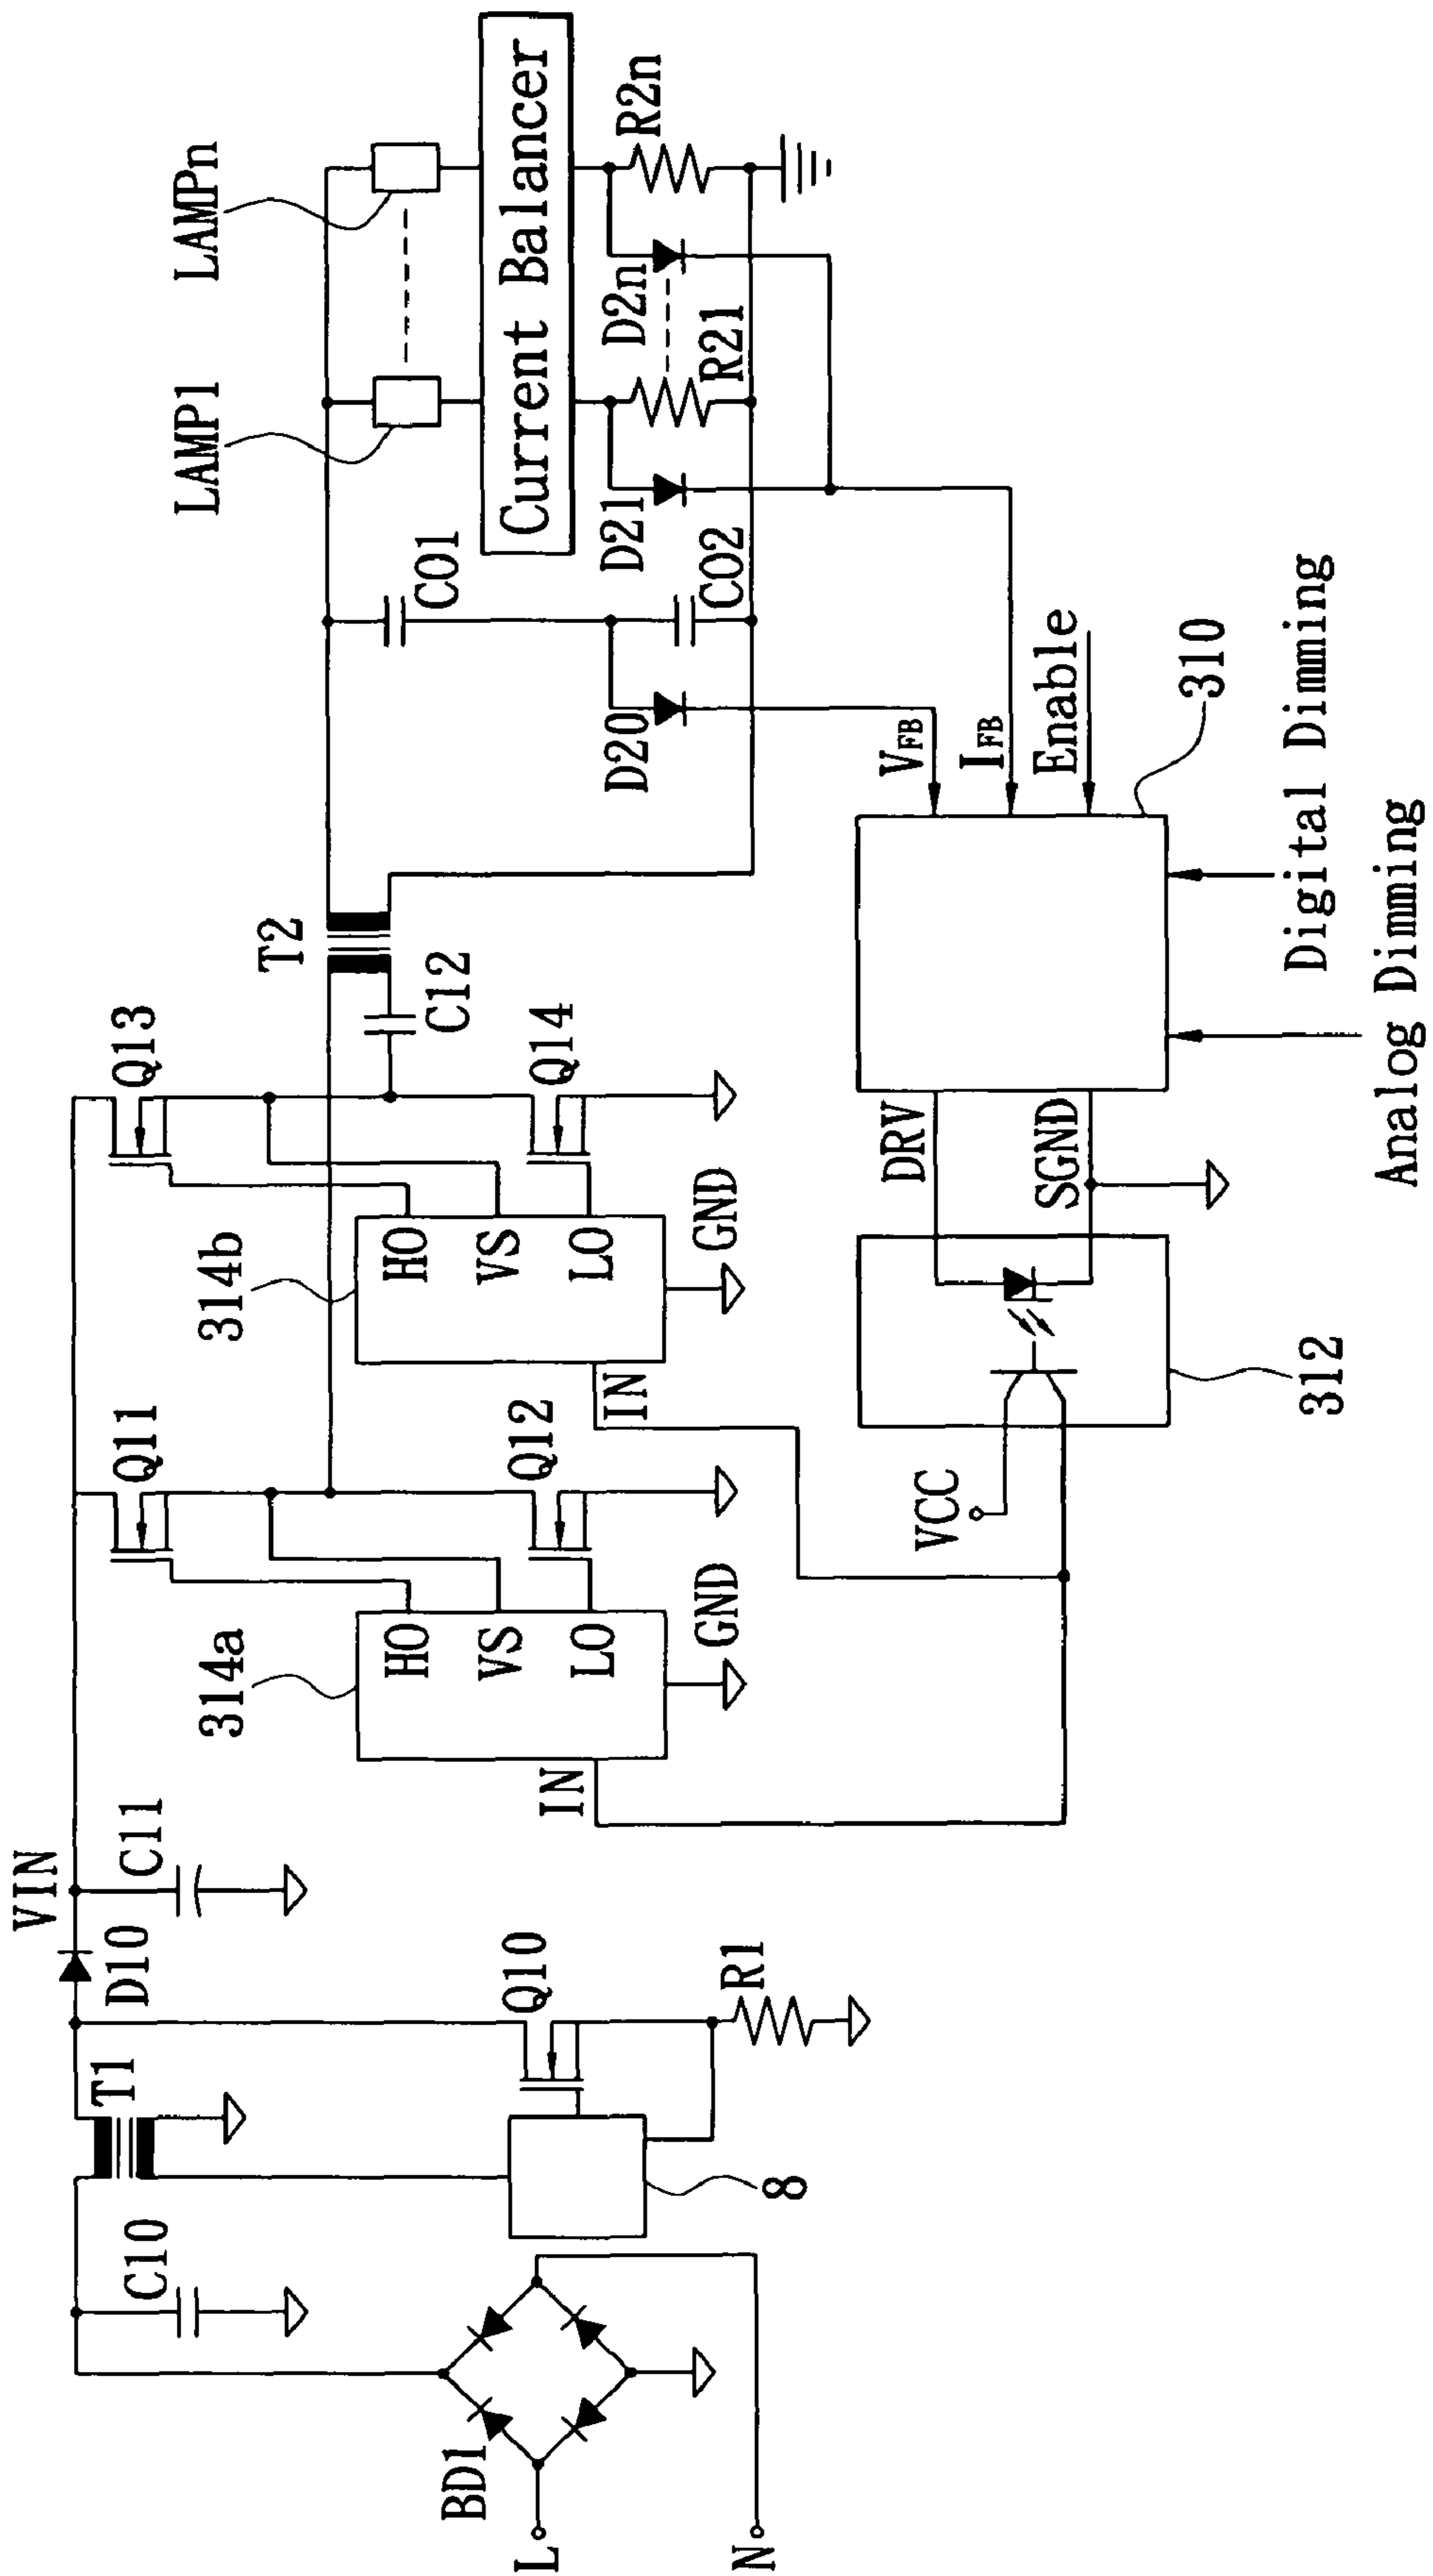 L
N
BD1
C10
T1
8
Q10
R1
D10
VIN
C11
314a
IN
HO
VS
LO
GND
Q11
Q12
314b
IN
HO
VS
LO
GND
Q13
Q14
C12
T2
VCC
312
DRV
SGND
310
VFB
IFB
Enable
Analog Dimming
Digital Dimming
D20
CO1
CO2
D21
R21
D2n
R2n
Current Balancer
LAMP1
LAMPn